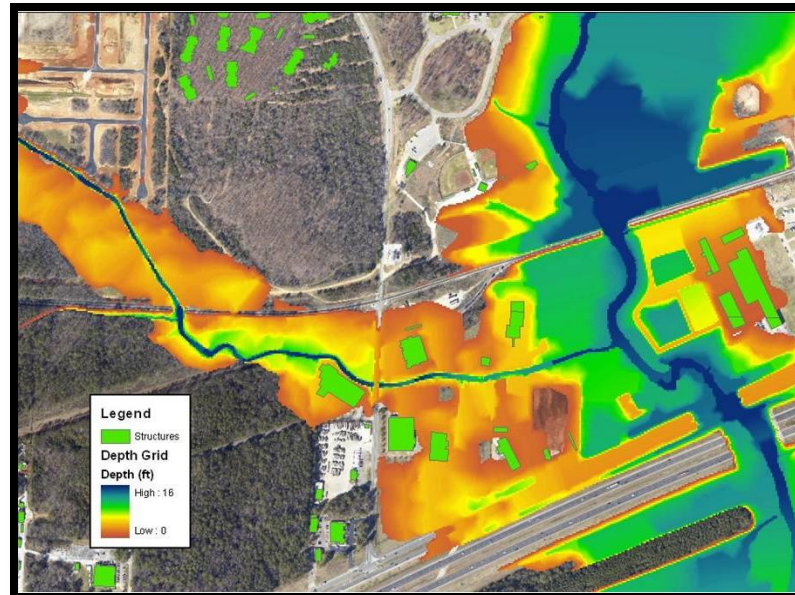 Legend
Structures
Depth Grid
Depth (ft)
High : 16
Low : 0